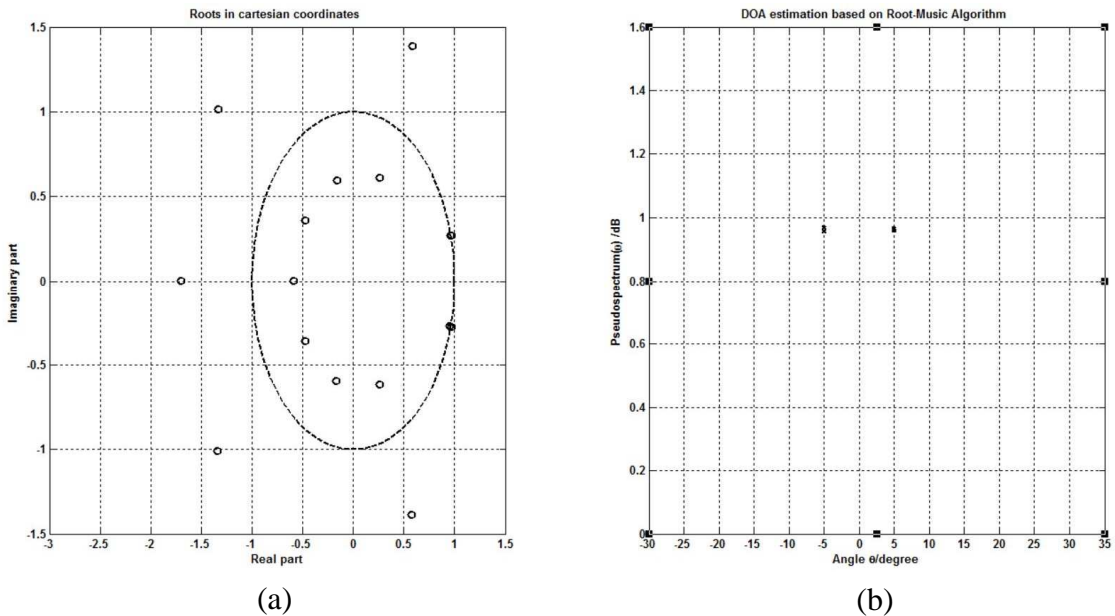 Roots in cartesian coordinates
1.5
1
0.5
0
-0.5
-1
-1.5
Imaginary part
-3 -2.5 -2 -1.5 -1 -0.5 0 0.5 1 1.5
Real part
(a)
DOA estimation based on Root-Music Algorithm
1.6
1.4
1.2
1
0.8
0.6
0.4
0.2
0
Pseudospectrum(θ) /dB
-30 -25 -20 -15 -10 -5 0 5 10 15 20 25 30 35
Angle θ/degree
(b)